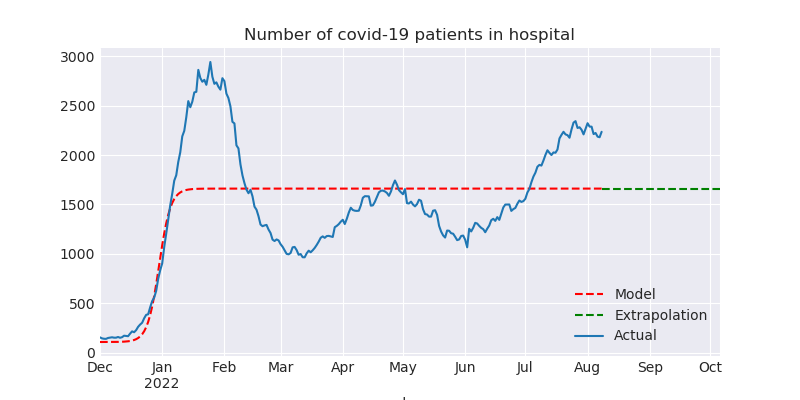 Number of covid-19 patients in hospital
3000
2500
2000
1500
1000
500
0
Model
Extrapolation
Actual
Dec Jan Feb Mar Apr May Jun Jul Aug Sep Oct
2022